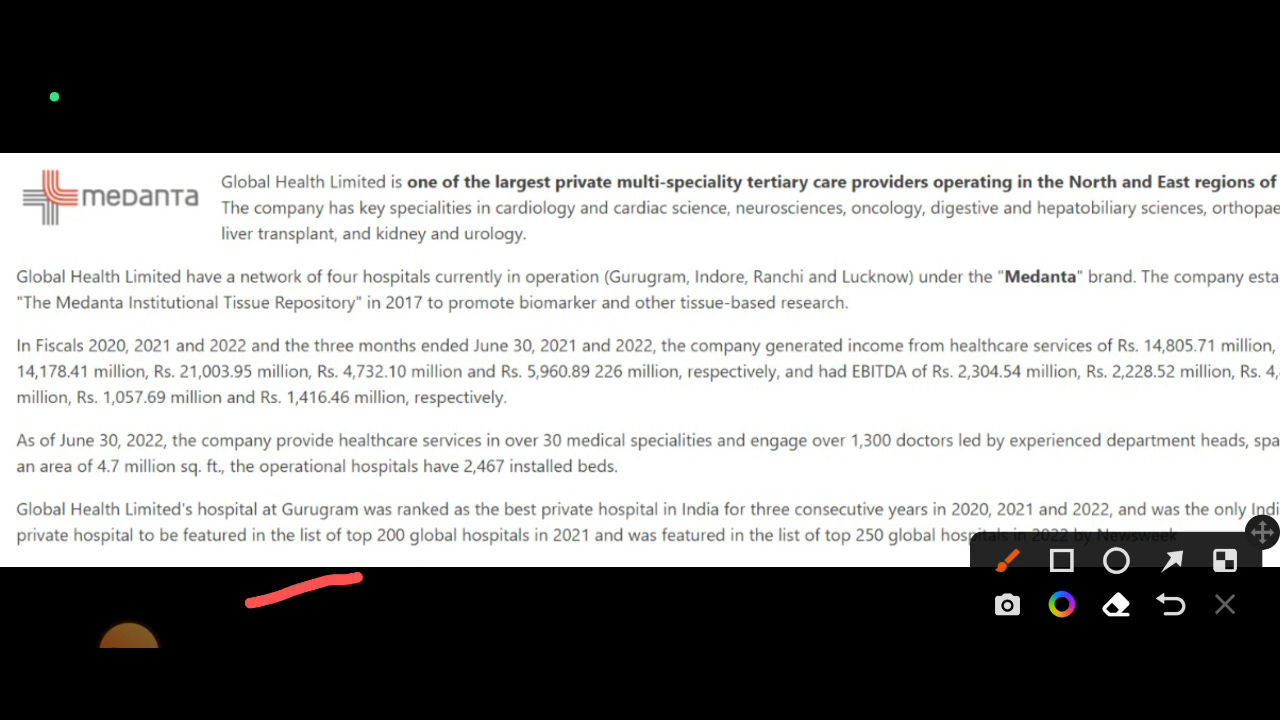 medanta
Global Health Limited is one of the largest private multi-speciality tertiary care providers operating in the North and East regions of
The company has key specialities in cardiology and cardiac science, neurosciences, oncology, digestive and hepatobiliary sciences, orthopae
liver transplant, and kidney and urology.
Global Health Limited have a network of four hospitals currently in operation (Gurugram, Indore, Ranchi and Lucknow) under the "Medanta" brand. The company esta
"The Medanta Institutional Tissue Repository" in 2017 to promote biomarker and other tissue-based research.
In Fiscals 2020, 2021 and 2022 and the three months ended June 30, 2021 and 2022, the company generated income from healthcare services of Rs. 14,805.71 million,
14,178.41 million, Rs. 21,003.95 million, Rs. 4,732.10 million and Rs. 5,960.89 226 million, respectively, and had EBITDA of Rs. 2,304.54 million, Rs. 2,228.52 million, Rs. 4,
million, Rs. 1,057.69 million and Rs. 1,416.46 million, respectively.
As of June 30, 2022, the company provide healthcare services in over 30 medical specialities and engage over 1,300 doctors led by experienced department heads, spa
an area of 4.7 million sq. ft., the operational hospitals have 2,467 installed beds.
Global Health Limited's hospital at Gurugram was ranked as the best private hospital in India for three consecutive years in 2020, 2021 and 2022, and was the only Indi
private hospital to be featured in the list of top 200 global hospitals in 2021 and was featured in the list of top 250 global hospitals in 2022 by Newsweek